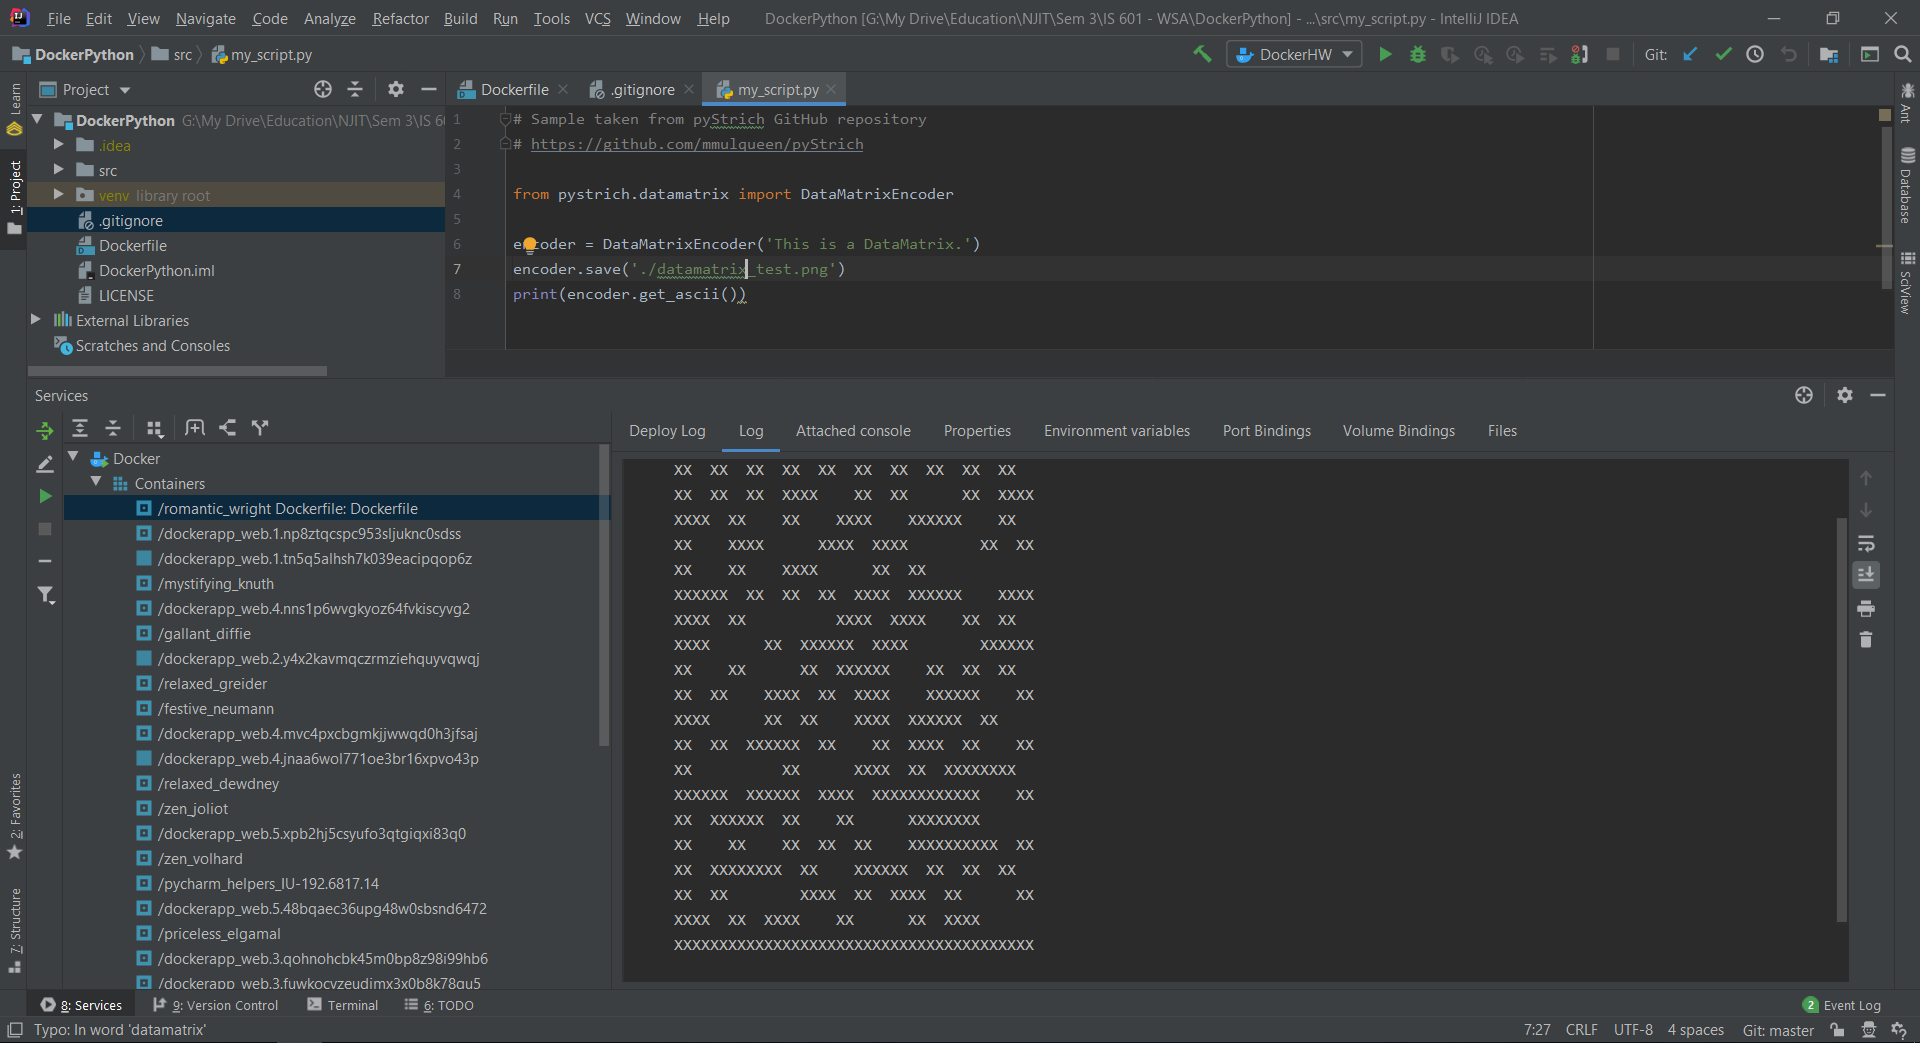 File Edit View Navigate Code Analyze Refactor Build Run Tools VCS Window Help DockerPython [G:\My Drive\Education\NJIT\Sem 3\IS 601 - WSA\DockerPython] - ...\src\my_script.py - IntelliJ IDEA
DockerPython src my_script.py DockerHW Git:
Project Dockerfile .gitignore my_script.py
Learn
1: Project
2: Favorites
7: Structure
DockerPython G:\My Drive\Education\NJIT\Sem 3\IS 6
.idea
src
venv library root
.gitignore
Dockerfile
DockerPython.iml
LICENSE
External Libraries
Scratches and Consoles
1 # Sample taken from pyStrich GitHub repository
2 # https://github.com/mmulqueen/pyStrich
3
4 from pystrich.datamatrix import DataMatrixEncoder
5
6 encoder = DataMatrixEncoder('This is a DataMatrix.')
7 encoder.save('./datamatrix_test.png')
8 print(encoder.get_ascii())
Ant
Database
SciView
Services
Docker
Containers
/romantic_wright Dockerfile: Dockerfile
/dockerapp_web.1.np8ztqcspc953sljuknc0sdss
/dockerapp_web.1.tn5q5alhsh7k039eacipqop6z
/mystifying_knuth
/dockerapp_web.4.nns1p6wvgkyoz64fvkiscyvg2
/gallant_diffie
/dockerapp_web.2.y4x2kavmqczrmziehquyvqwqj
/relaxed_greider
/festive_neumann
/dockerapp_web.4.mvc4pxcbgmkjjwwqd0h3jfsaj
/dockerapp_web.4.jnaa6wol771oe3br16xpvo43p
/relaxed_dewdney
/zen_joliot
/dockerapp_web.5.xpb2hj5csyufo3qtgiqxi83q0
/zen_volhard
/pycharm_helpers_IU-192.6817.14
/dockerapp_web.5.48bqaec36upg48w0sbsnd6472
/priceless_elgamal
/dockerapp_web.3.qohnohcbk45m0bp8z98i99hb6
/dockerapp_web.3.fuwkocvzeudimx3x0b8k78qu5
Deploy Log Log Attached console Properties Environment variables Port Bindings Volume Bindings Files
XX  XX  XX  XX  XX  XX  XX  XX  XX  XX
XX  XX  XX  XXXX    XX  XX      XX  XXXX
XXXX  XX    XX    XXXX    XXXXXX    XX
XX    XXXX      XXXX  XXXX        XX  XX
XX    XX    XXXX      XX  XX
XXXXXX  XX  XX  XX  XXXX  XXXXXX    XXXX
XXXX  XX          XXXX  XXXX    XX  XX
XXXX      XX  XXXXXX  XXXX        XXXXXX
XX    XX      XX  XXXXXX    XX  XX  XX
XX  XX    XXXX  XX  XXXX    XXXXXX    XX
XXXX      XX  XX    XXXX  XXXXXX  XX
XX  XX  XXXXXX  XX    XX  XXXX  XX    XX
XX          XX      XXXX  XX  XXXXXXXX
XXXXXX  XXXXXX  XXXX  XXXXXXXXXXXX    XX
XX  XXXXXX  XX    XX      XXXXXXXX
XX    XX    XX  XX  XX    XXXXXXXXXX  XX
XX  XXXXXXXX  XX    XXXXXX  XX  XX  XX
XX  XX        XXXX  XX  XXXX  XX      XX
XXXX  XX  XXXX    XX      XX  XXXX
XXXXXXXXXXXXXXXXXXXXXXXXXXXXXXXXXXXXXXXX
8: Services 9: Version Control Terminal 6: TODO 2 Event Log
Typo: In word 'datamatrix' 7:27 CRLF UTF-8 4 spaces Git: master